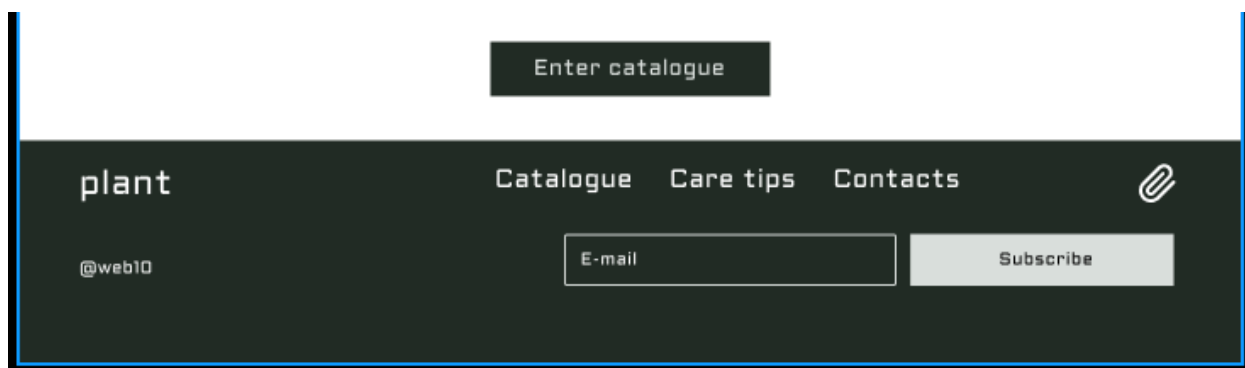 Enter catalogue
plant
Catalogue Care tips Contacts
@web10
E-mail
Subscribe